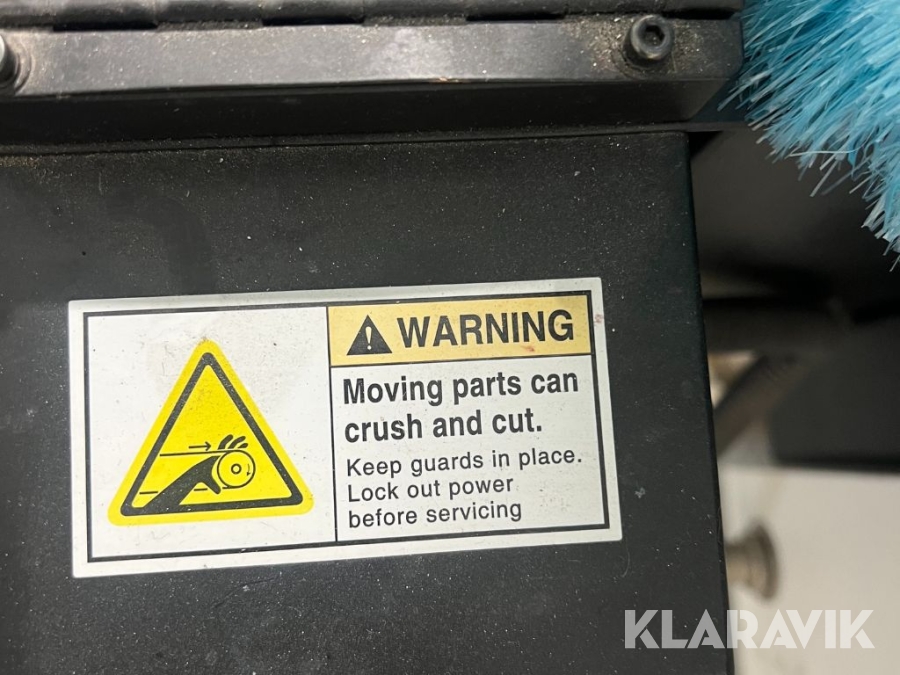 WARNING
Moving parts can
crush and cut.
Keep guards in place.
Lock out power
before servicing
KLARAVIK